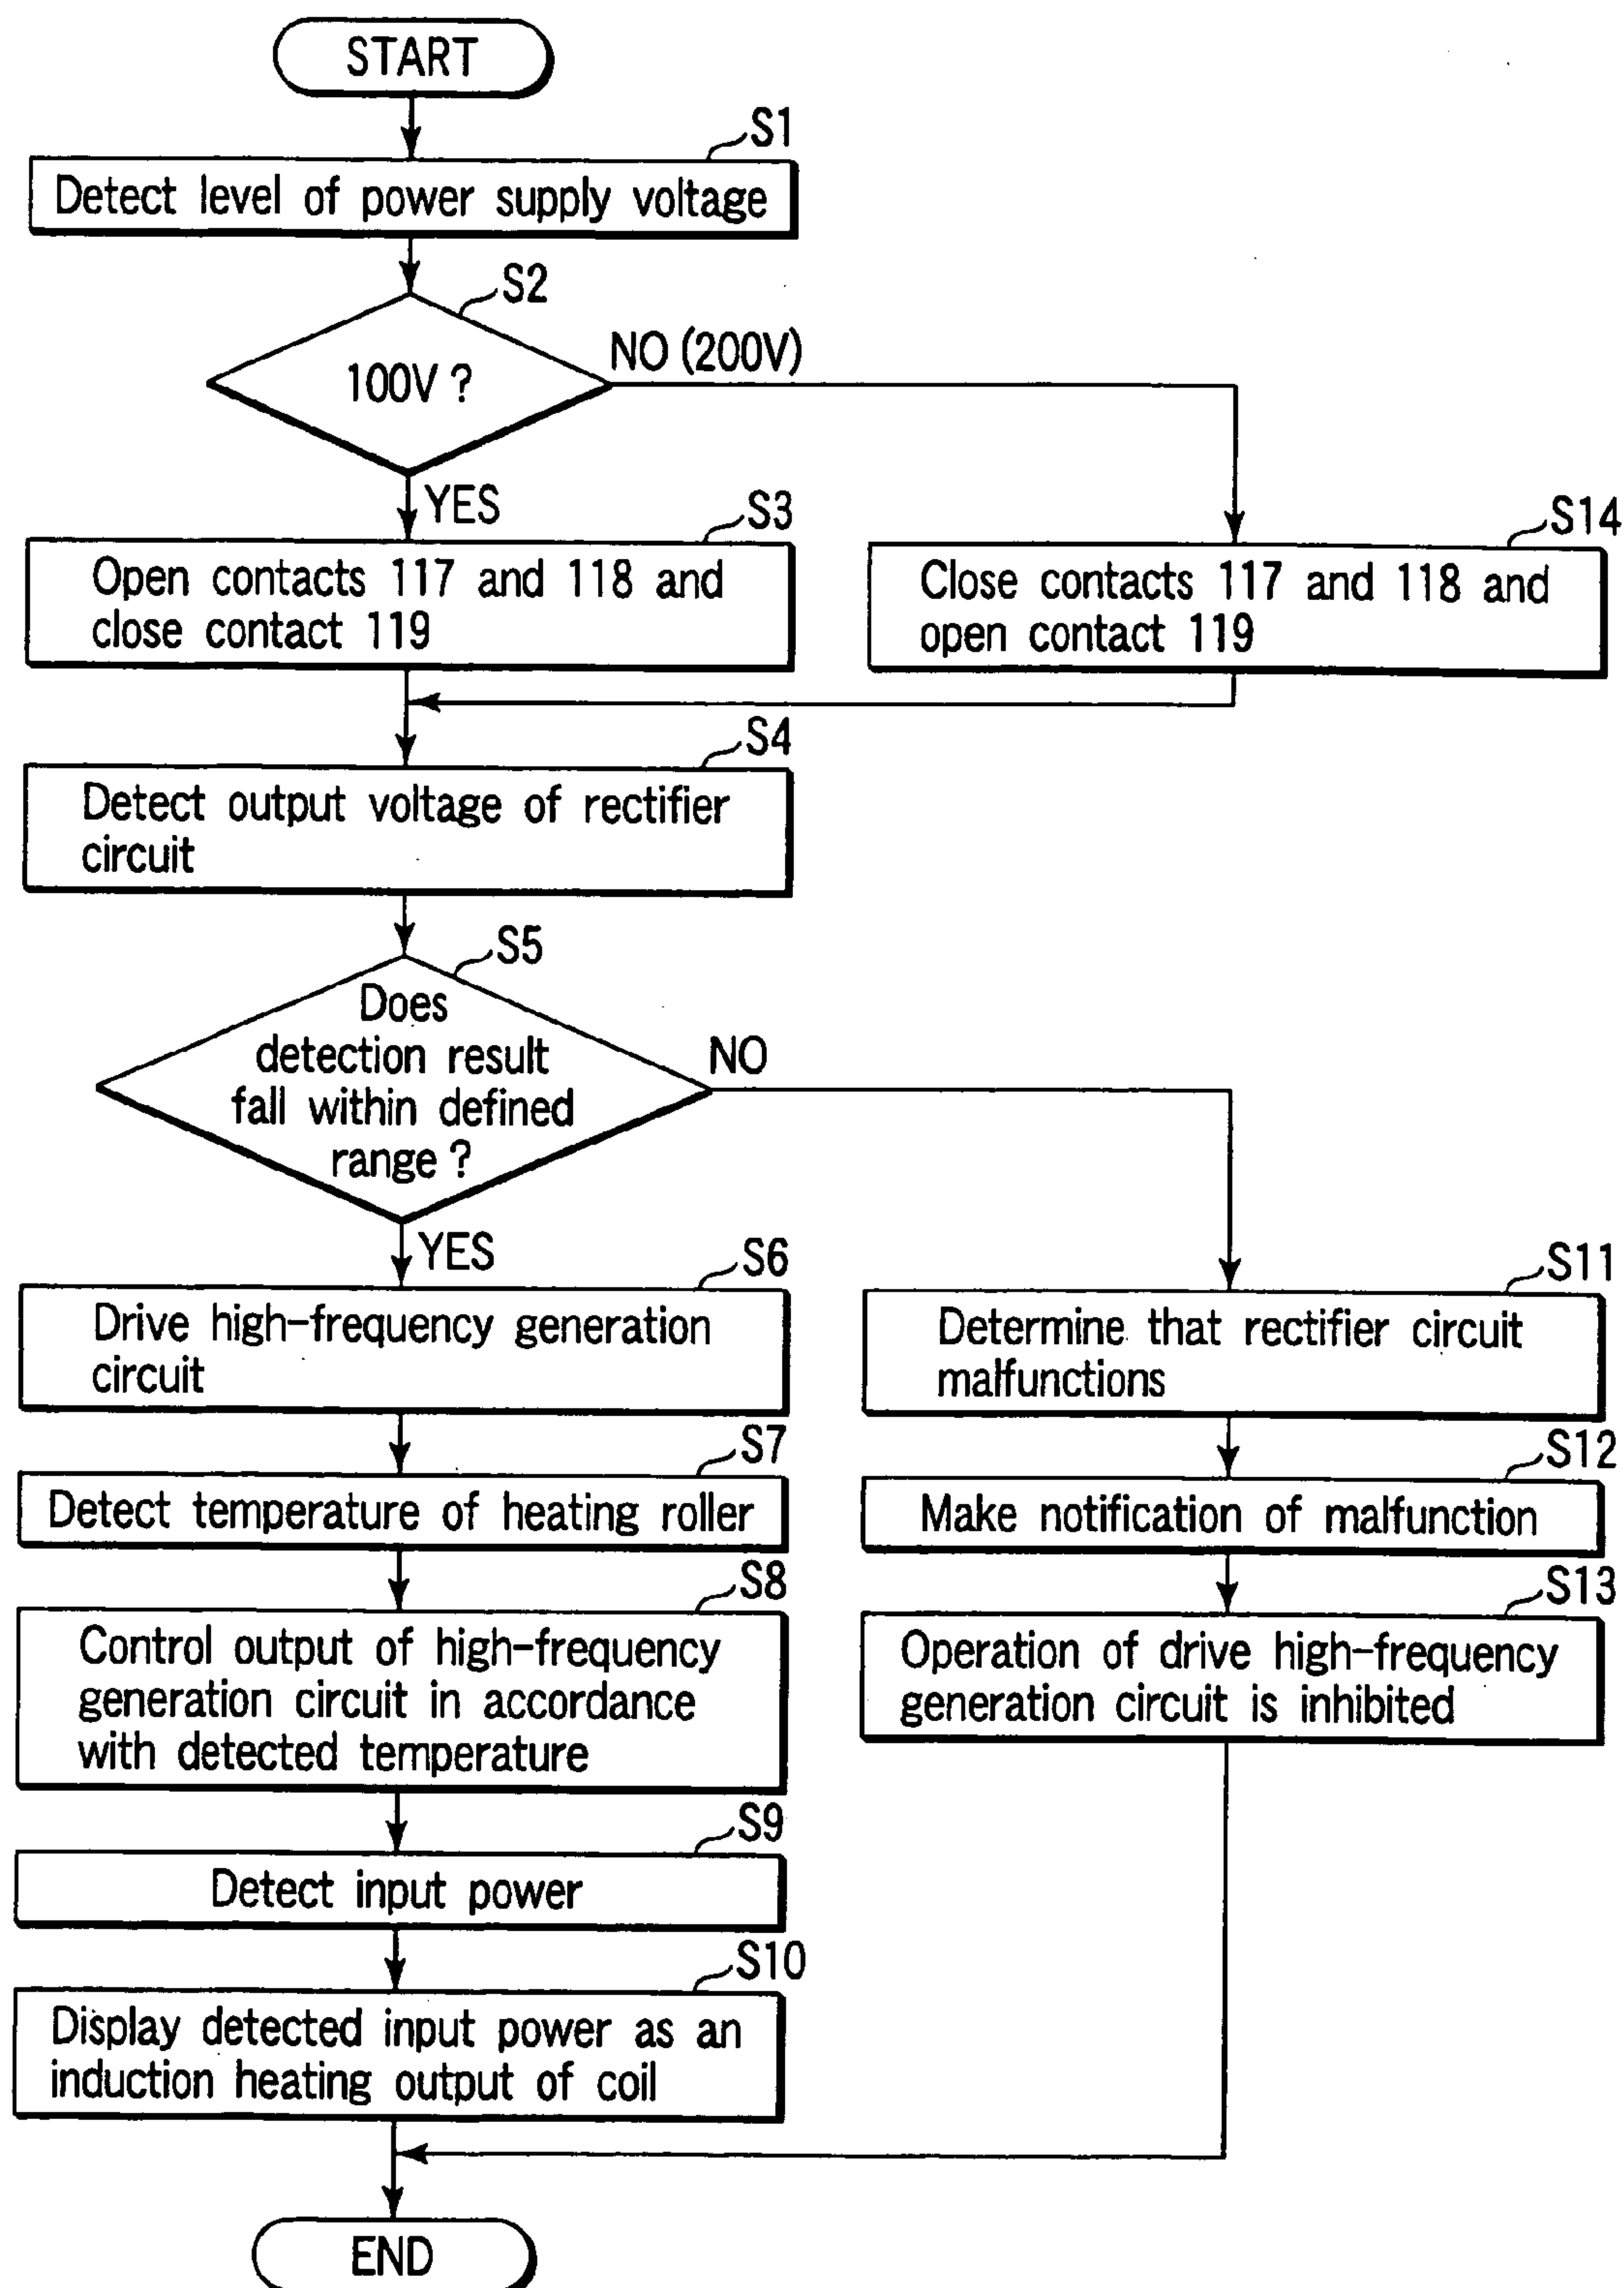 START
S1
Detect level of power supply voltage
S2
100V ?
NO (200V)
YES
S3
Open contacts 117 and 118 and
close contact 119
S14
Close contacts 117 and 118 and
open contact 119
S4
Detect output voltage of rectifier
circuit
S5
Does
detection result
fall within defined
range ?
NO
YES
S6
Drive high-frequency generation
circuit
S7
Detect temperature of heating roller
S8
Control output of high-frequency
generation circuit in accordance
with detected temperature
S9
Detect input power
S10
Display detected input power as an
induction heating output of coil
S11
Determine that rectifier circuit
malfunctions
S12
Make notification of malfunction
S13
Operation of drive high-frequency
generation circuit is inhibited
END